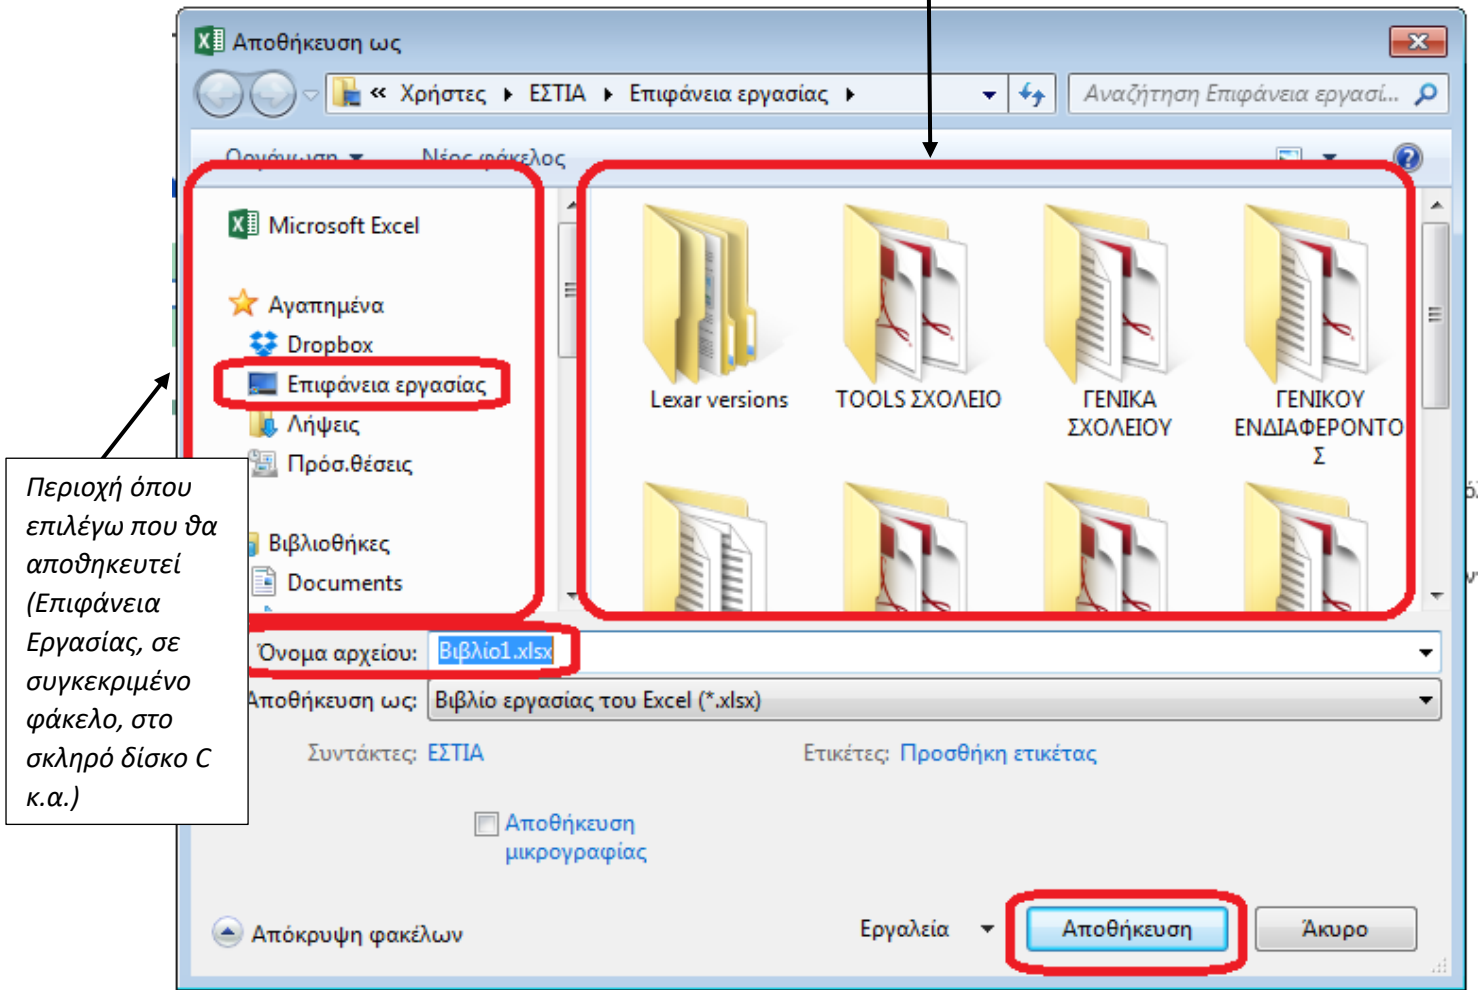 Αποθήκευση ως
« Χρήστες ▸ ΕΣΤΙΑ ▸ Επιφάνεια εργασίας ▸
Αναζήτηση Επιφάνεια εργασί...
Οργάνωση
Νέος φάκελος
Microsoft Excel
Αγαπημένα
Dropbox
Επιφάνεια εργασίας
Λήψεις
Πρόσ.θέσεις
Βιβλιοθήκες
Documents
Lexar versions
TOOLS ΣΧΟΛΕΙΟ
ΓΕΝΙΚΑ
ΣΧΟΛΕΙΟΥ
ΓΕΝΙΚΟΥ
ΕΝΔΙΑΦΕΡΟΝΤΟ
Σ
Περιοχή όπου
επιλέγω που θα
αποθηκευτεί
(Επιφάνεια
Εργασίας, σε
συγκεκριμένο
φάκελο, στο
σκληρό δίσκο C
κ.α.)
Όνομα αρχείου: Βιβλίο1.xlsx
Αποθήκευση ως: Βιβλίο εργασίας του Excel (*.xlsx)
Συντάκτες: ΕΣΤΙΑ
Ετικέτες: Προσθήκη ετικέτας
Αποθήκευση
μικρογραφίας
Απόκρυψη φακέλων
Εργαλεία
Αποθήκευση
Άκυρο